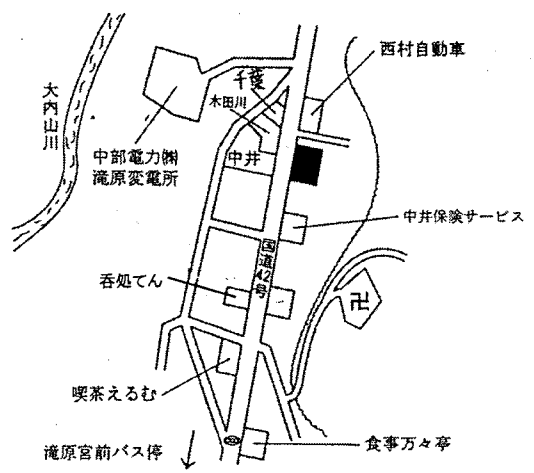 西村自動車
千葉
木田川
大内山川
中部電力㈱
滝原変電所
中井
中井保険サービス
国道42号
呑処てん
卍
喫茶えるむ
滝原宮前バス停
食事万々亭